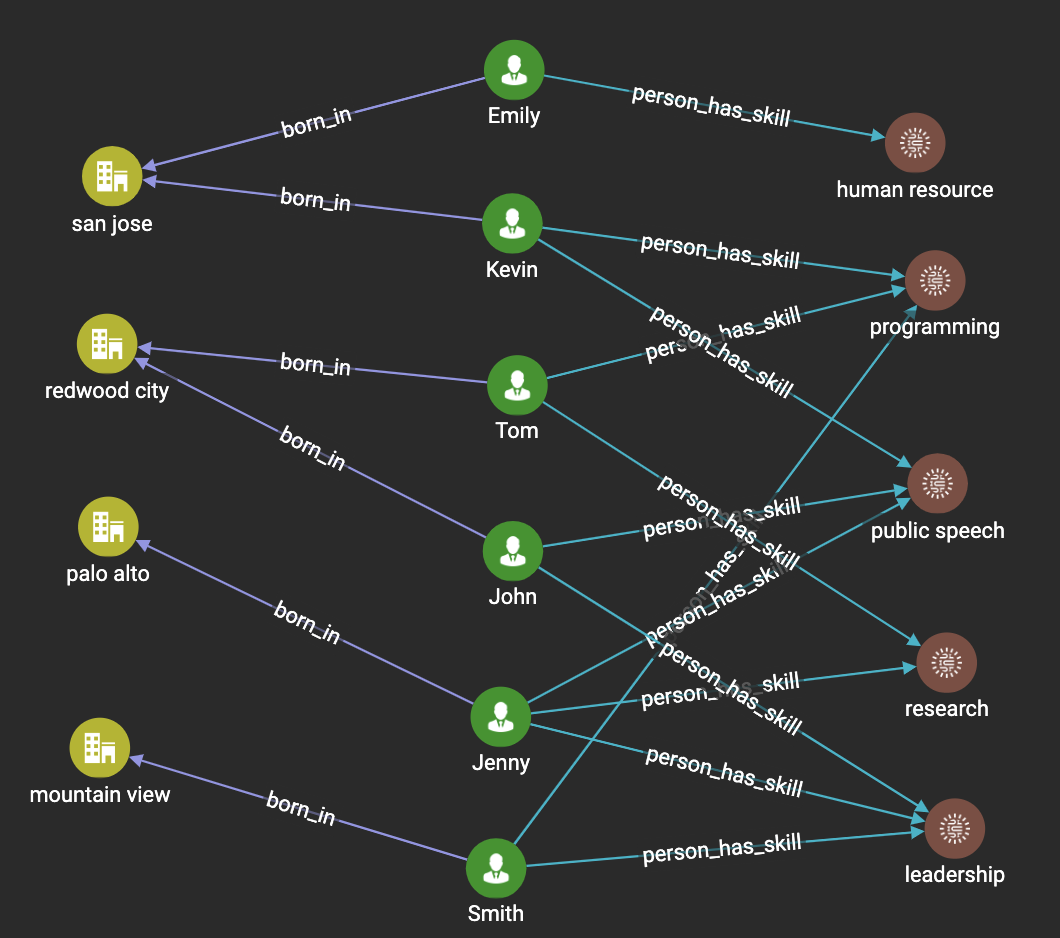 Emily
born_in
person_has_skill
san jose
human resource
born_in
Kevin
person_has_skill
programming
redwood city
born_in
person_has_skill
person_has_skill
Tom
born_in
person_has_skill
person_has_skill
public speech
palo alto
John
person_has_skill
person_has_skill
born_in
person_has_skill
person_has_skill
research
Jenny
person_has_skill
mountain view
born_in
person_has_skill
leadership
Smith